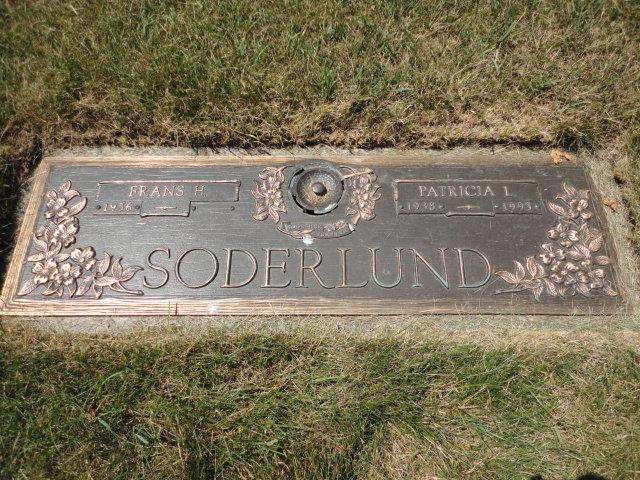 FRANS H.
1936
PATRICIA L.
1938 1993
SODERLUND